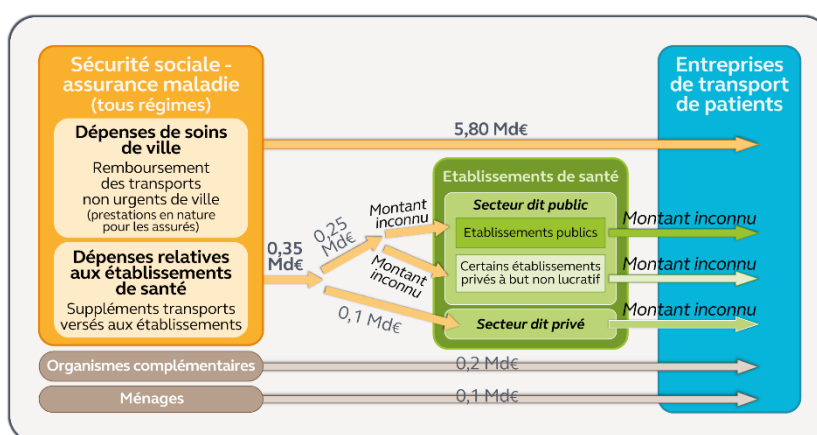 Sécurité sociale -
assurance maladie
(tous régimes)
Dépenses de soins
de ville
Remboursement
des transports
non urgents de ville
(prestations en nature
pour les assurés)
Dépenses relatives
aux établissements
de santé
Suppléments transports
versés aux établissements
5,80 Md€
0,35
Md€
0,25
Md€
Montant
inconnu
Montant
inconnu
0,1 Md€
Etablissements de santé
Secteur dit public
Etablissements publics
Certains établissements
privés à but non lucratif
Secteur dit privé
Montant inconnu
Montant inconnu
Montant inconnu
Entreprises
de transport
de patients
Organismes complémentaires
0,2 Md€
Ménages
0,1 Md€